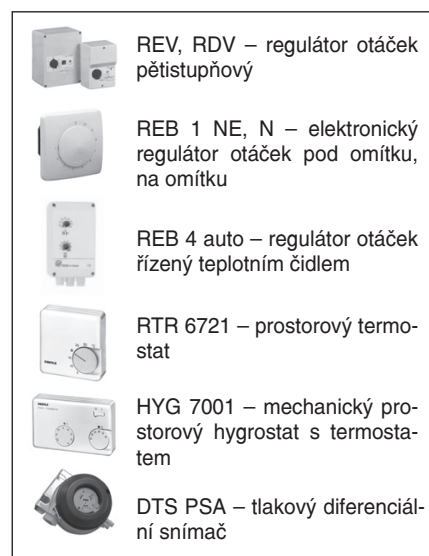 REV, RDV – regulátor otáček
pětistupňový
REB 1 NE, N – elektronický
regulátor otáček pod omítku,
na omítku
REB 4 auto – regulátor otáček
řízený teplotním čidlem
RTR 6721 – prostorový termo-
stat
HYG 7001 – mechanický pro-
storový hygrostat s termosta-
tem
DTS PSA – tlakový diferenciál-
ní snímač